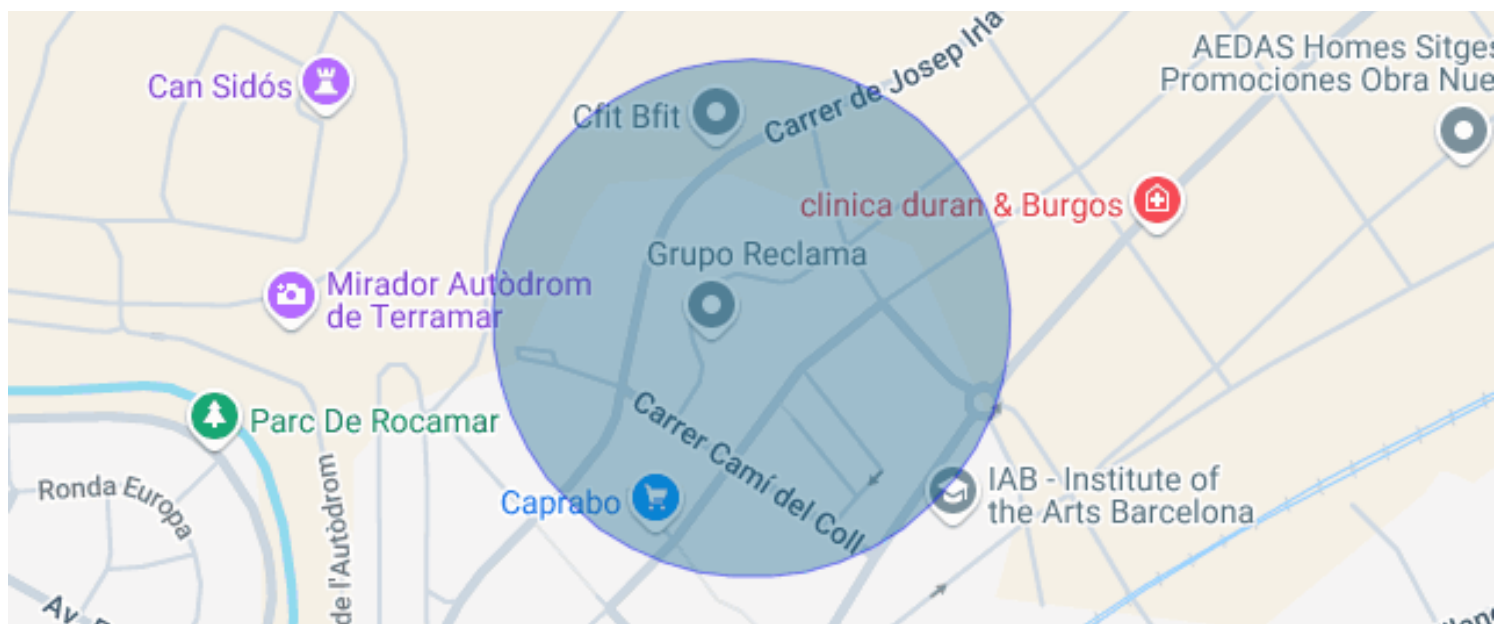 AEDAS Homes Sitges
Promociones Obra Nue
Can Sidós
Cfit Bfit
Carrer de Josep Irla
clinica duran & Burgos
Grupo Reclama
Mirador Autòdrom
de Terramar
Parc De Rocamar
Carrer Camí del Coll
Ronda Europa
Caprabo
IAB - Institute of
the Arts Barcelona
de l'Autòdrom
Av.